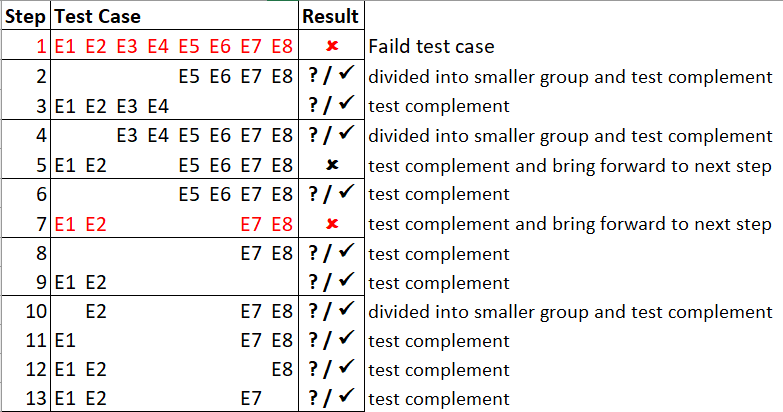 Step Test Case Result
1 E1 E2 E3 E4 E5 E6 E7 E8 ✘ Faild test case
2 E5 E6 E7 E8 ? / ✓ divided into smaller group and test complement
3 E1 E2 E3 E4 ? / ✓ test complement
4 E3 E4 E5 E6 E7 E8 ? / ✓ divided into smaller group and test complement
5 E1 E2 E5 E6 E7 E8 ✘ test complement and bring forward to next step
6 E5 E6 E7 E8 ? / ✓ test complement
7 E1 E2 E7 E8 ✘ test complement and bring forward to next step
8 E7 E8 ? / ✓ test complement
9 E1 E2 ? / ✓ test complement
10 E2 E7 E8 ? / ✓ divided into smaller group and test complement
11 E1 E7 E8 ? / ✓ test complement
12 E1 E2 E8 ? / ✓ test complement
13 E1 E2 E7 ? / ✓ test complement